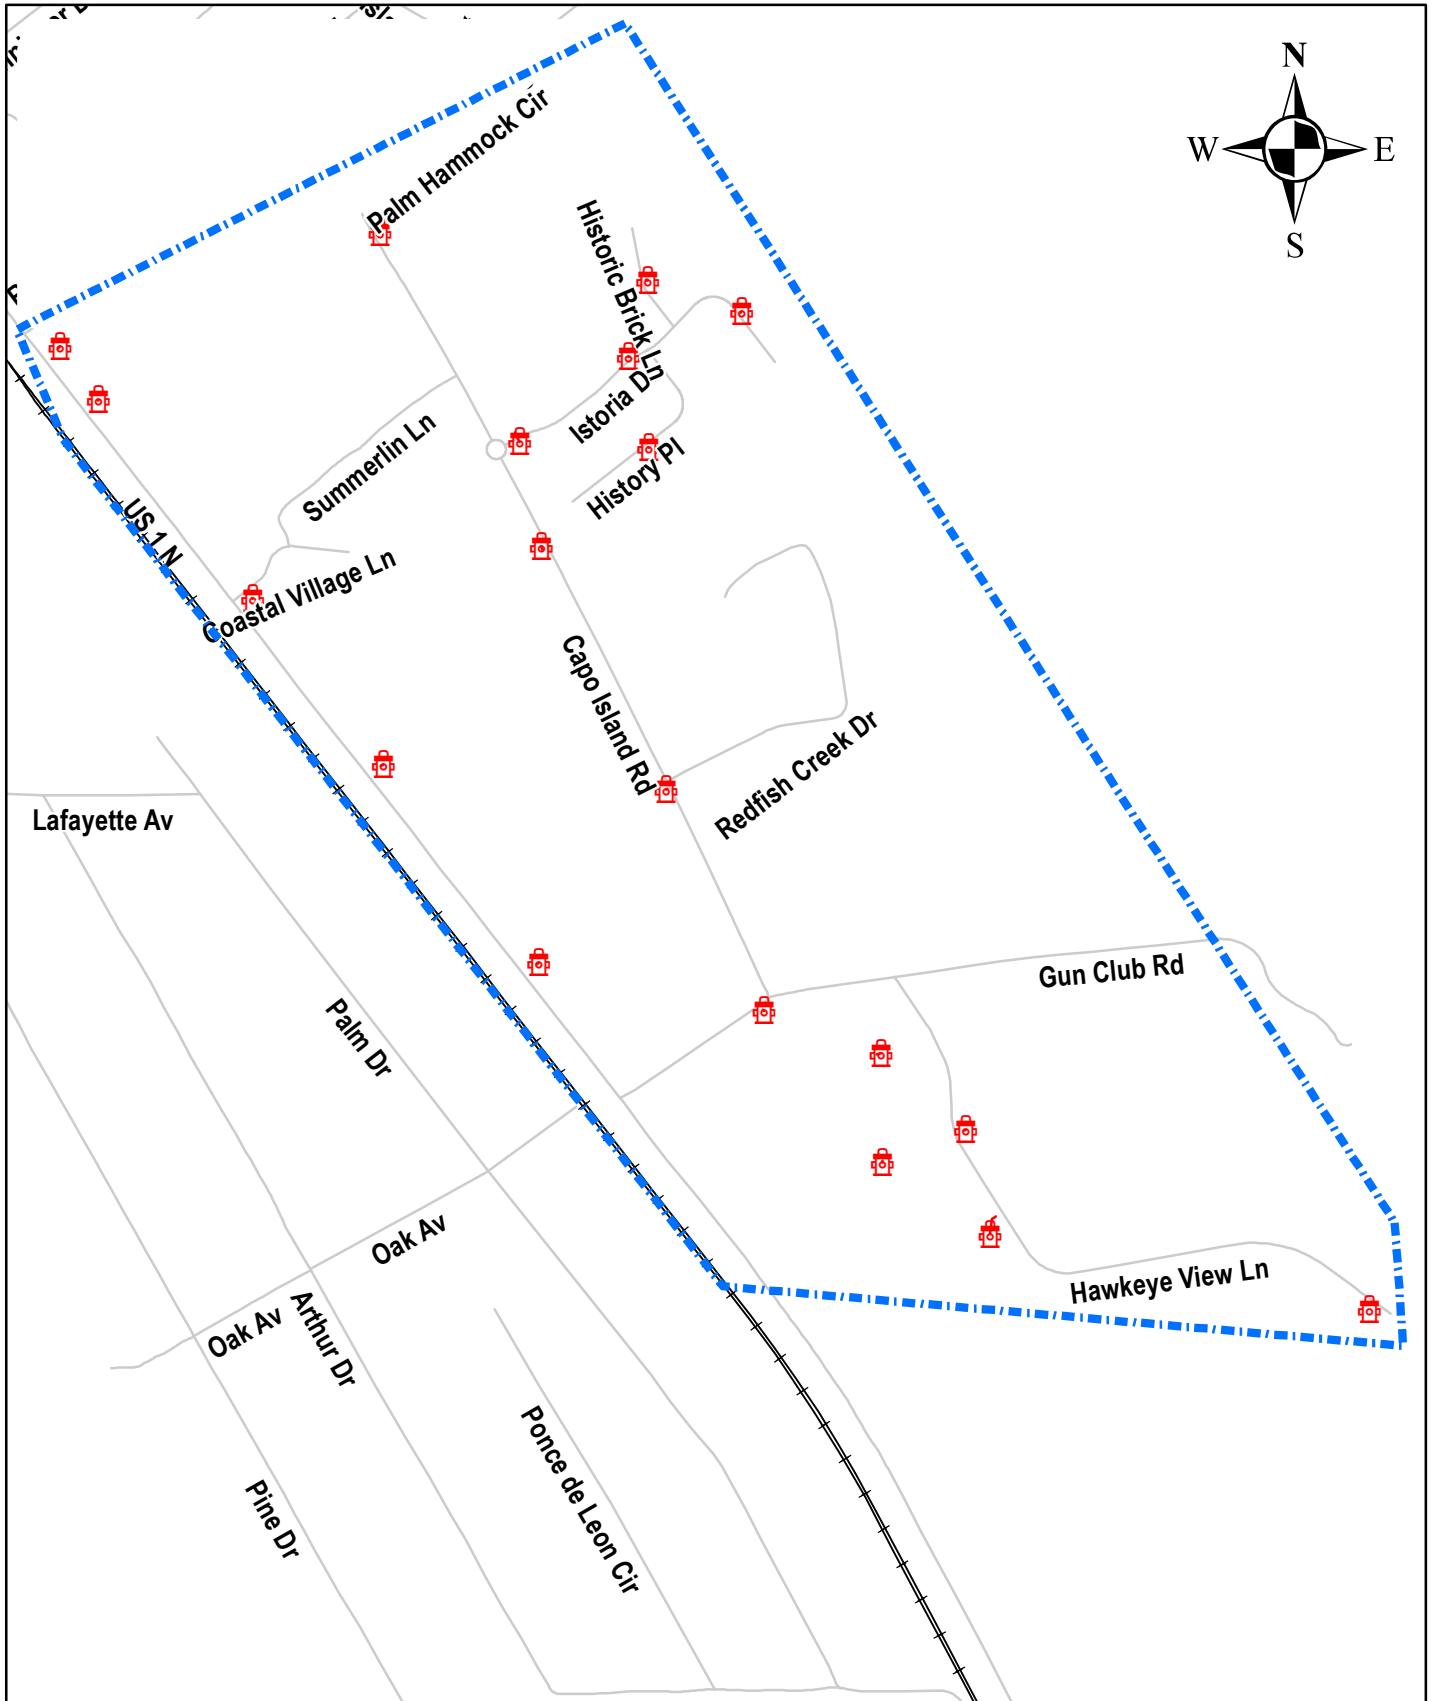 N
W
E
S
Palm Hammock Cir
Historic Brick Ln
Istoria D
Summerlin Ln
History Pl
US 1 N
Coastal Village Ln
Capo Island Rd
Redfish Creek Dr
Lafayette Av
Gun Club Rd
Palm Dr
Oak Av
Hawkeye View Ln
Oak Av
Arthur Dr
Ponce de Leon Cir
Pine Dr